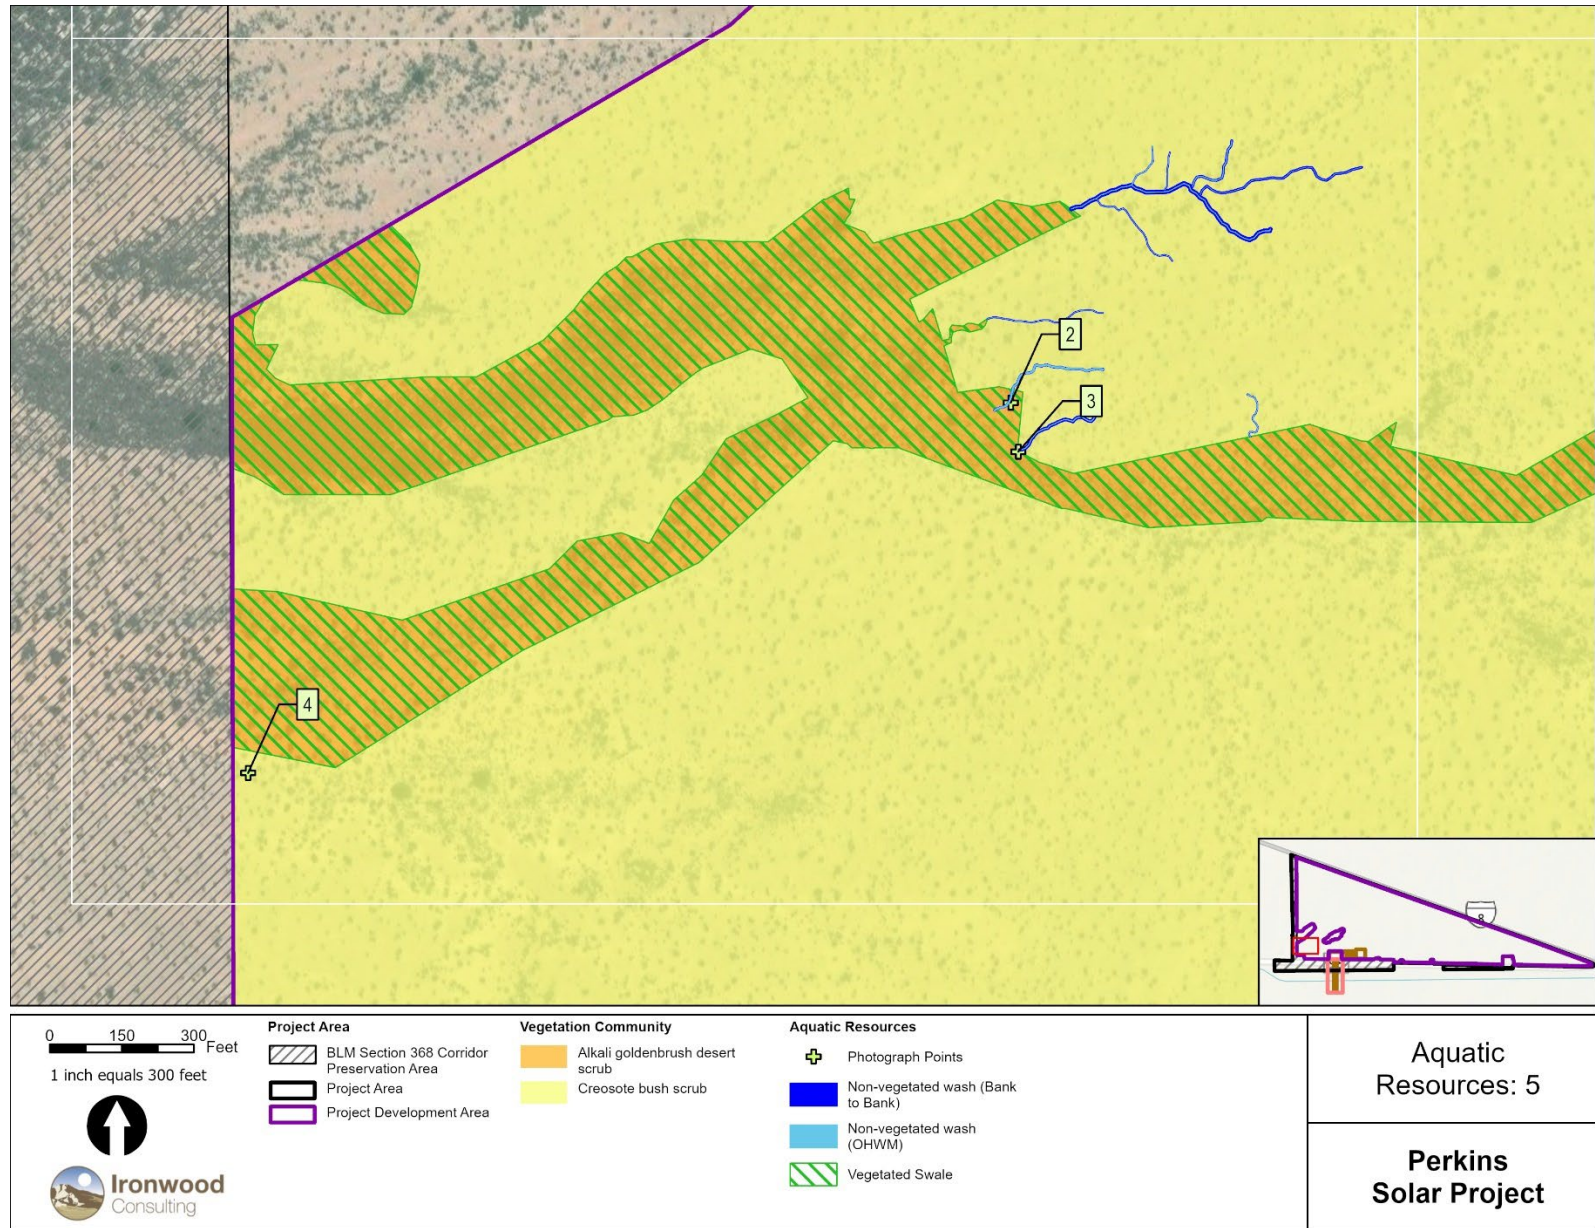 2
3
4
8
0 150 300 Feet
1 inch equals 300 feet
Ironwood
Consulting
Project Area
BLM Section 368 Corridor
Preservation Area
Project Area
Project Development Area
Vegetation Community
Alkali goldenbrush desert
scrub
Creosote bush scrub
Aquatic Resources
Photograph Points
Non-vegetated wash (Bank
to Bank)
Non-vegetated wash
(OHWM)
Vegetated Swale
Aquatic
Resources: 5
Perkins
Solar Project